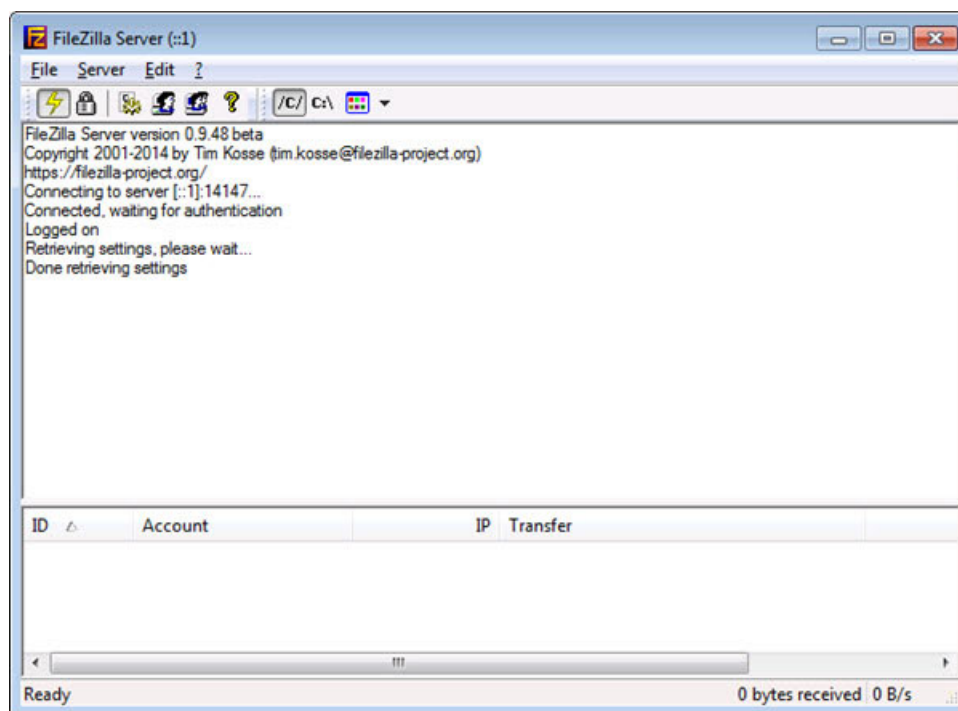 FileZilla Server (::1)
File Server Edit ?
/C/ C:\
FileZilla Server version 0.9.48 beta
Copyright 2001-2014 by Tim Kosse (tim.kosse@filezilla-project.org)
https://filezilla-project.org/
Connecting to server [::1]:14147...
Connected, waiting for authentication
Logged on
Retrieving settings, please wait...
Done retrieving settings
ID Account IP Transfer
Ready 0 bytes received 0 B/s